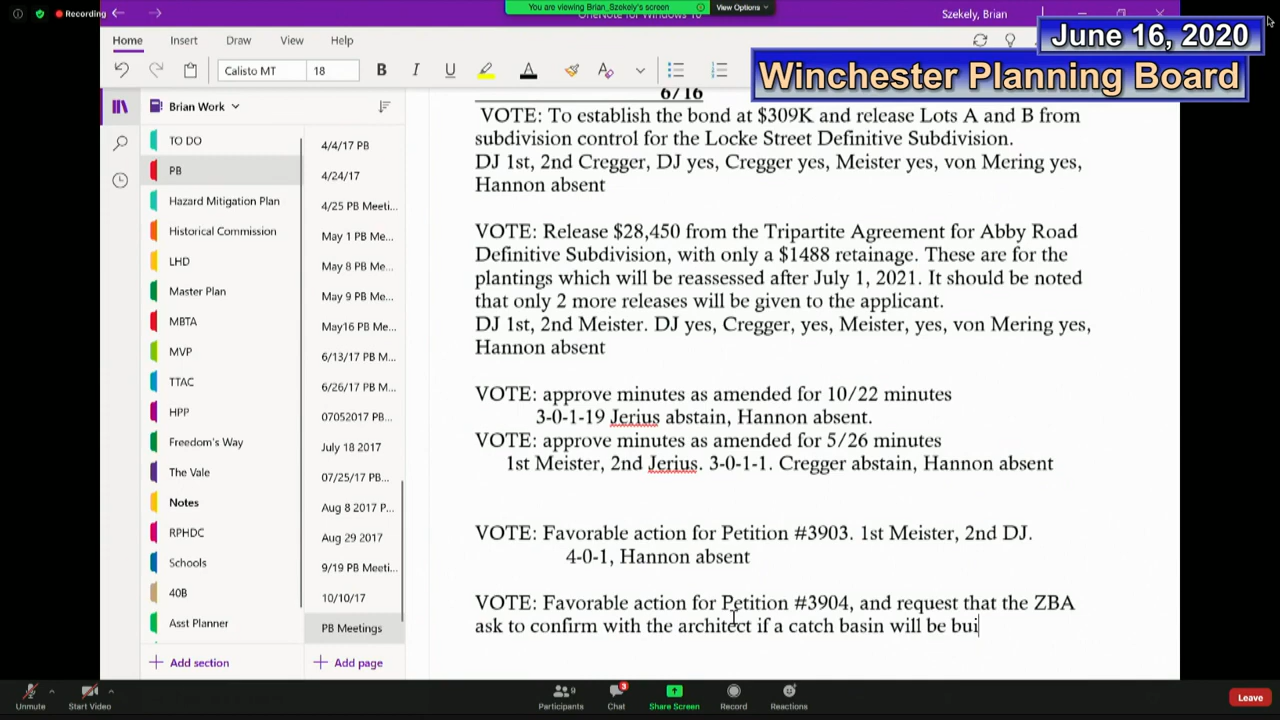 Recording
You are viewing Brian_Szekely's screen
View Options
Szekely, Brian
June 16, 2020
Winchester Planning Board
Home
Insert
Draw
View
Help
Calisto MT
18
B
I
U
A
Brian Work
TO DO
PB
Hazard Mitigation Plan
Historical Commission
LHD
Master Plan
MBTA
MVP
TTAC
HPP
Freedom's Way
The Vale
Notes
RPHDC
Schools
40B
Asst Planner
Add section
4/4/17 PB
4/24/17
4/25 PB Meeti...
May 1 PB Me...
May 8 PB Me...
May 9 PB Me...
May16 PB Me...
6/13/17 PB M...
6/26/17 PB M...
07052017 PB...
July 18 2017
07/25/17 PB...
Aug 8 2017 P...
Aug 29 2017
9/19 PB Meeti...
10/10/17
PB Meetings
Add page
6/16
VOTE: To establish the bond at $309K and release Lots A and B from
subdivision control for the Locke Street Definitive Subdivision.
DJ 1st, 2nd Cregger, DJ yes, Cregger yes, Meister yes, von Mering yes,
Hannon absent
VOTE: Release $28,450 from the Tripartite Agreement for Abby Road
Definitive Subdivision, with only a $1488 retainage. These are for the
plantings which will be reassessed after July 1, 2021. It should be noted
that only 2 more releases will be given to the applicant.
DJ 1st, 2nd Meister. DJ yes, Cregger, yes, Meister, yes, von Mering yes,
Hannon absent
VOTE: approve minutes as amended for 10/22 minutes
3-0-1-19 Jerius abstain, Hannon absent.
VOTE: approve minutes as amended for 5/26 minutes
1st Meister, 2nd Jerius. 3-0-1-1. Cregger abstain, Hannon absent
VOTE: Favorable action for Petition #3903. 1st Meister, 2nd DJ.
4-0-1, Hannon absent
VOTE: Favorable action for Petition #3904, and request that the ZBA
ask to confirm with the architect if a catch basin will be bui
Unmute
Start Video
9
Participants
3
Chat
Share Screen
Record
Reactions
Leave